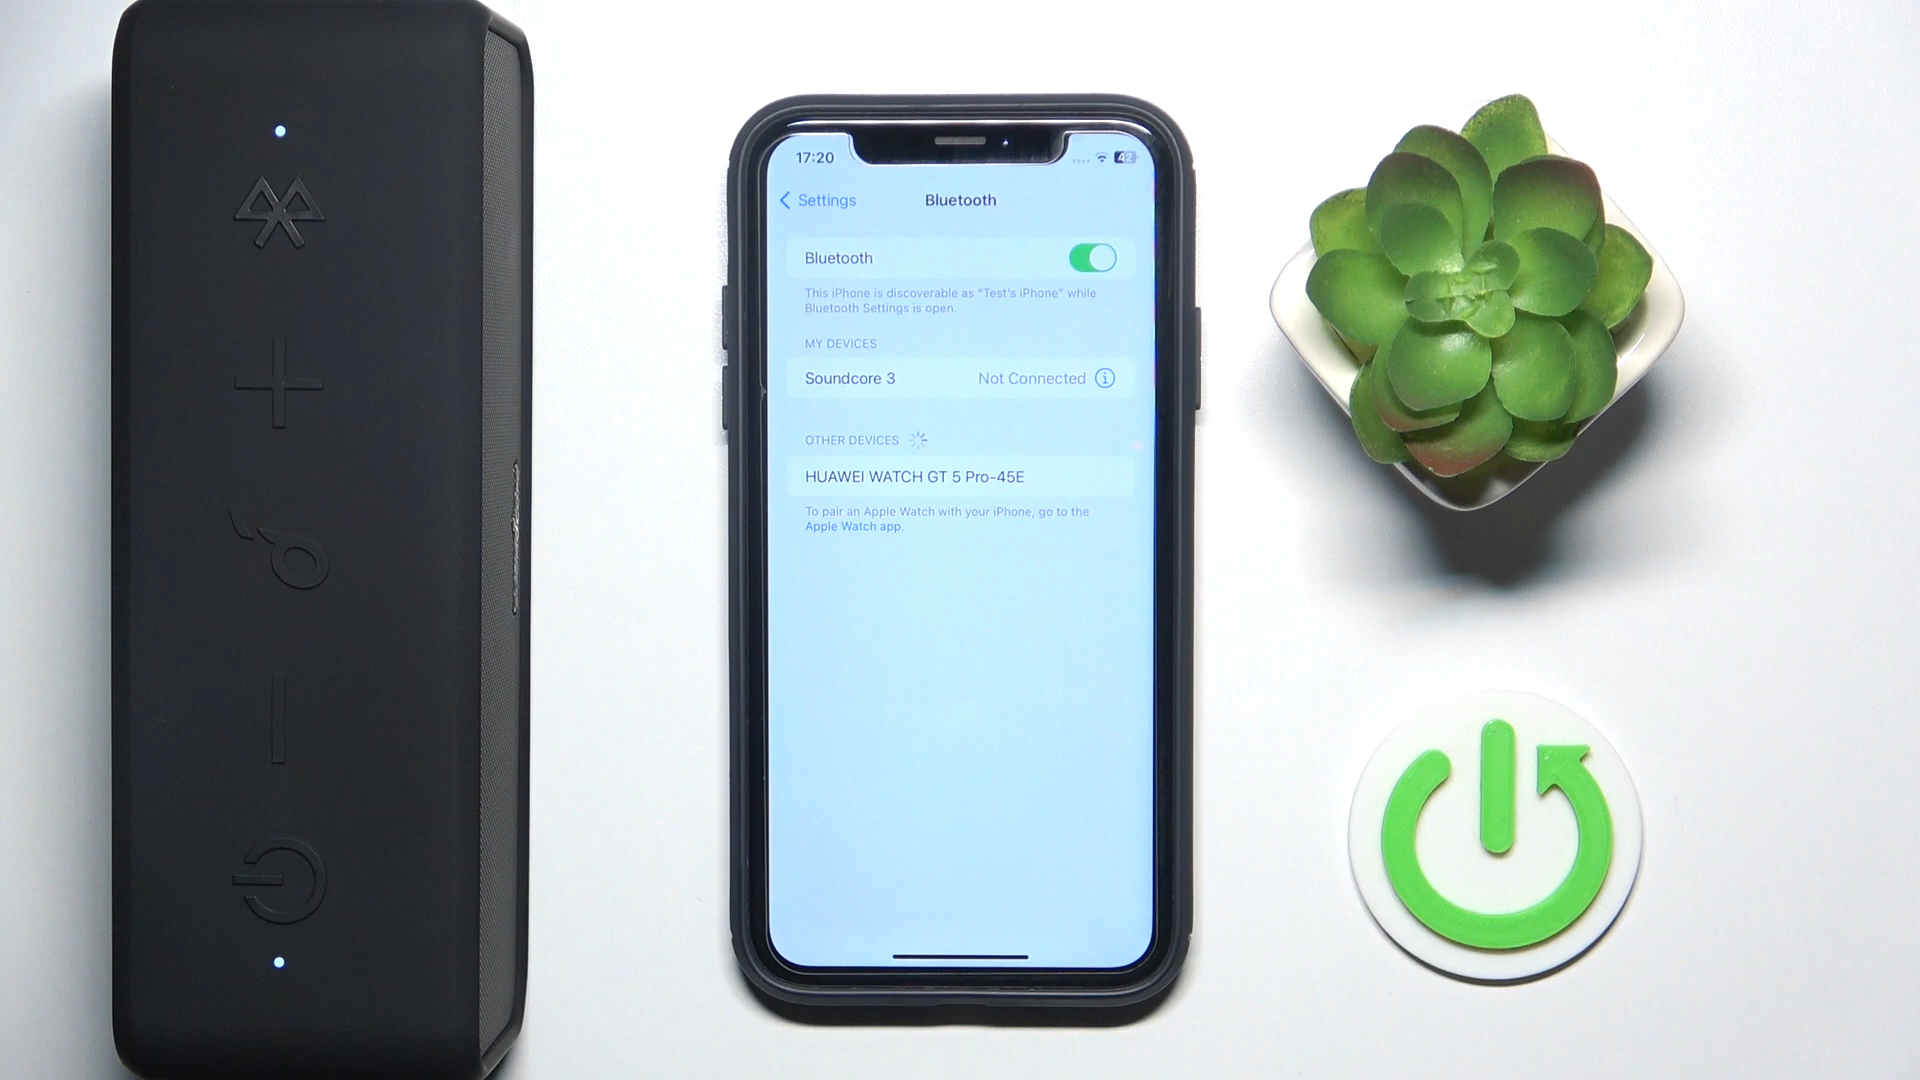 17:20
42
Settings
Bluetooth
Bluetooth
This iPhone is discoverable as “Test’s iPhone” while
Bluetooth Settings is open.
MY DEVICES
Soundcore 3
Not Connected
OTHER DEVICES
HUAWEI WATCH GT 5 Pro-45E
To pair an Apple Watch with your iPhone, go to the
Apple Watch app.